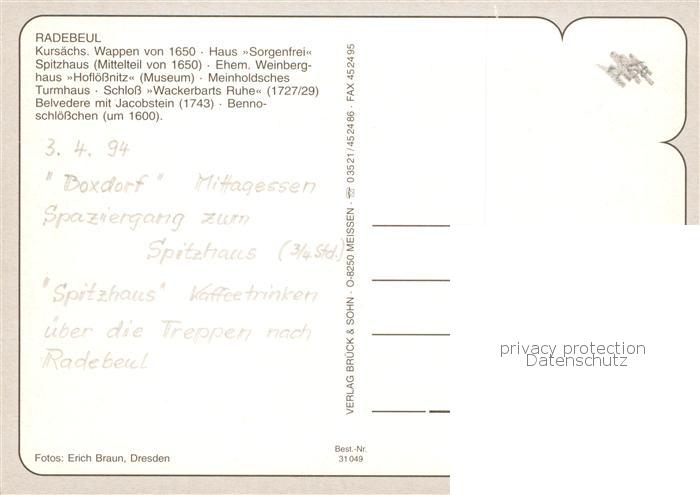 RADEBEUL
Kursächs. Wappen von 1650 · Haus »Sorgenfrei«
Spitzhaus (Mittelteil von 1650) · Ehem. Weinberg-
haus »Hoflößnitz« (Museum) · Meinholdsches
Turmhaus · Schloß »Wackerbarts Ruhe« (1727/29)
Belvedere mit Jacobstein (1743) · Benno-
schlößchen (um 1600).
3. 4. 94
"Boxdorf" Mittagessen
Spaziergang zum
Spitzhaus (3/4 Std.)
"Spitzhaus" Kaffeetrinken
über die Treppen nach
Radebeul
Fotos: Erich Braun, Dresden
Best.-Nr.
31 049
VERLAG BRÜCK & SOHN · O-8250 MEISSEN · ☎ 03521/452486 · FAX 452495
privacy protection
Datenschutz